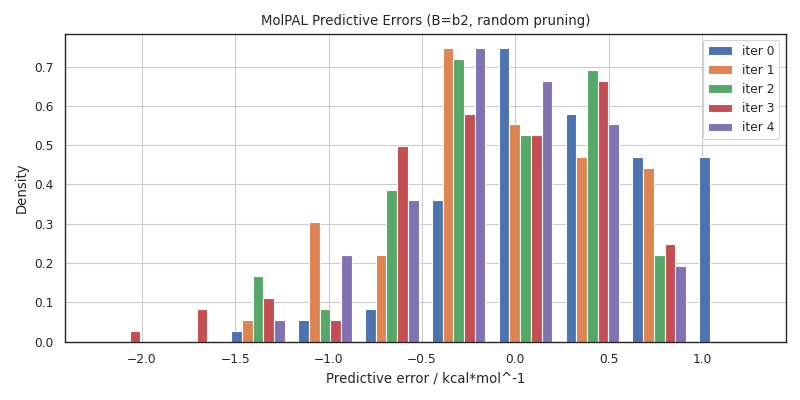 MolPAL Predictive Errors (B=b2, random pruning)
Density
0.7
0.6
0.5
0.4
0.3
0.2
0.1
0.0
−2.0 −1.5 −1.0 −0.5 0.0 0.5 1.0
Predictive error / kcal*mol^-1
iter 0
iter 1
iter 2
iter 3
iter 4